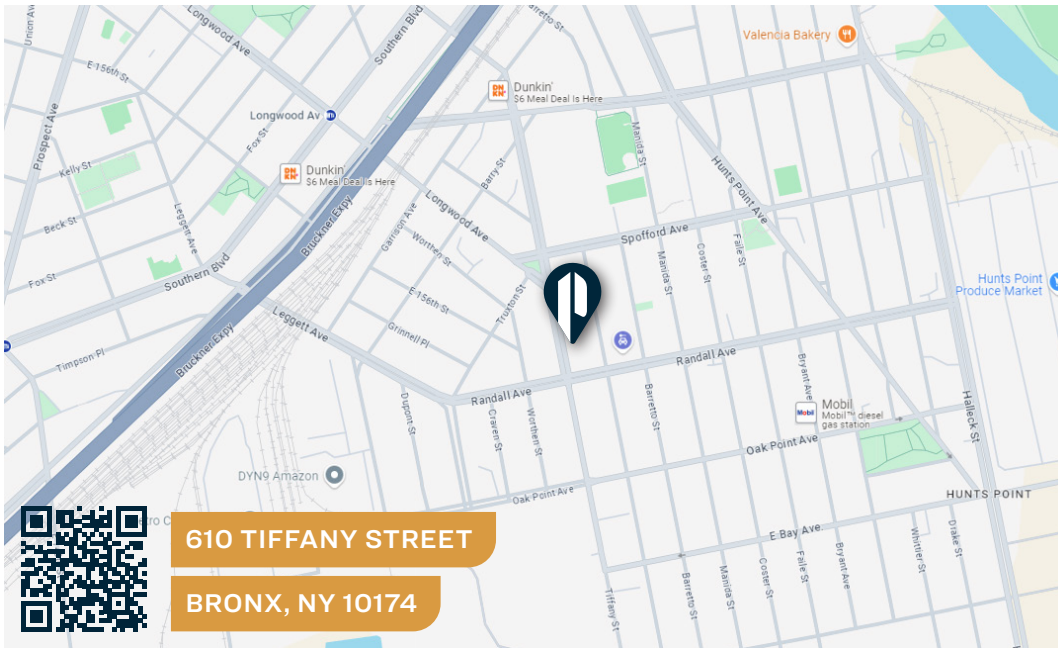 Union Av
Longwood Ave
Southern Blvd
Barretto St
Valencia Bakery
E 156th St
Dunkin'
$6 Meal Deal Is Here
Longwood Av
Prospect Ave
Fox St
Manida St
Kelly St
Dunkin'
$6 Meal Deal is Here
Barry St
Hunts Point Ave
Beck St
Leggett Ave
Bruckner Expy
Garrison Ave
Longwood Ave
Worthen St
Spofford Ave
Faile St
Coster St
Manida St
Fox St
Southern Blvd
E 156th St
Truxton St
Hunts Point
Produce Market
Leggett Ave
Grinnell Pl
Timpson Pl
Bruckner Expy
Randall Ave
Bryant Ave
Randall Ave
Dupont St
Craven St
Worthen St
Barretto St
Mobil
Mobil™ diesel
gas station
Halleck St
Oak Point Ave
DYN9 Amazon
Oak Point Ave
HUNTS POINT
E Bay Ave
610 TIFFANY STREET
BRONX, NY 10174
Tiffany St
Barretto St
Manida St
Coster St
Faile St
Bryant Ave
Whittier St
Drake St